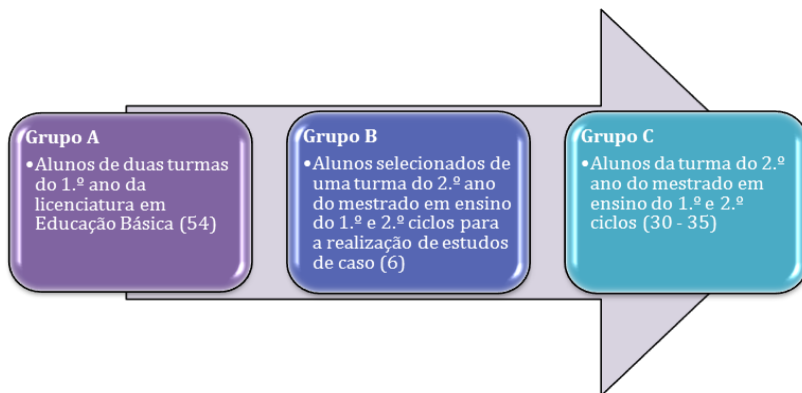 Grupo A
•Alunos de duas turmas
do 1.º ano da
licenciatura em
Educação Básica (54)
Grupo B
•Alunos selecionados de
uma turma do 2.º ano
do mestrado em ensino
do 1.º e 2.º ciclos para
a realização de estudos
de caso (6)
Grupo C
•Alunos da turma do 2.º
ano do mestrado em
ensino do 1.º e 2.º
ciclos (30 - 35)